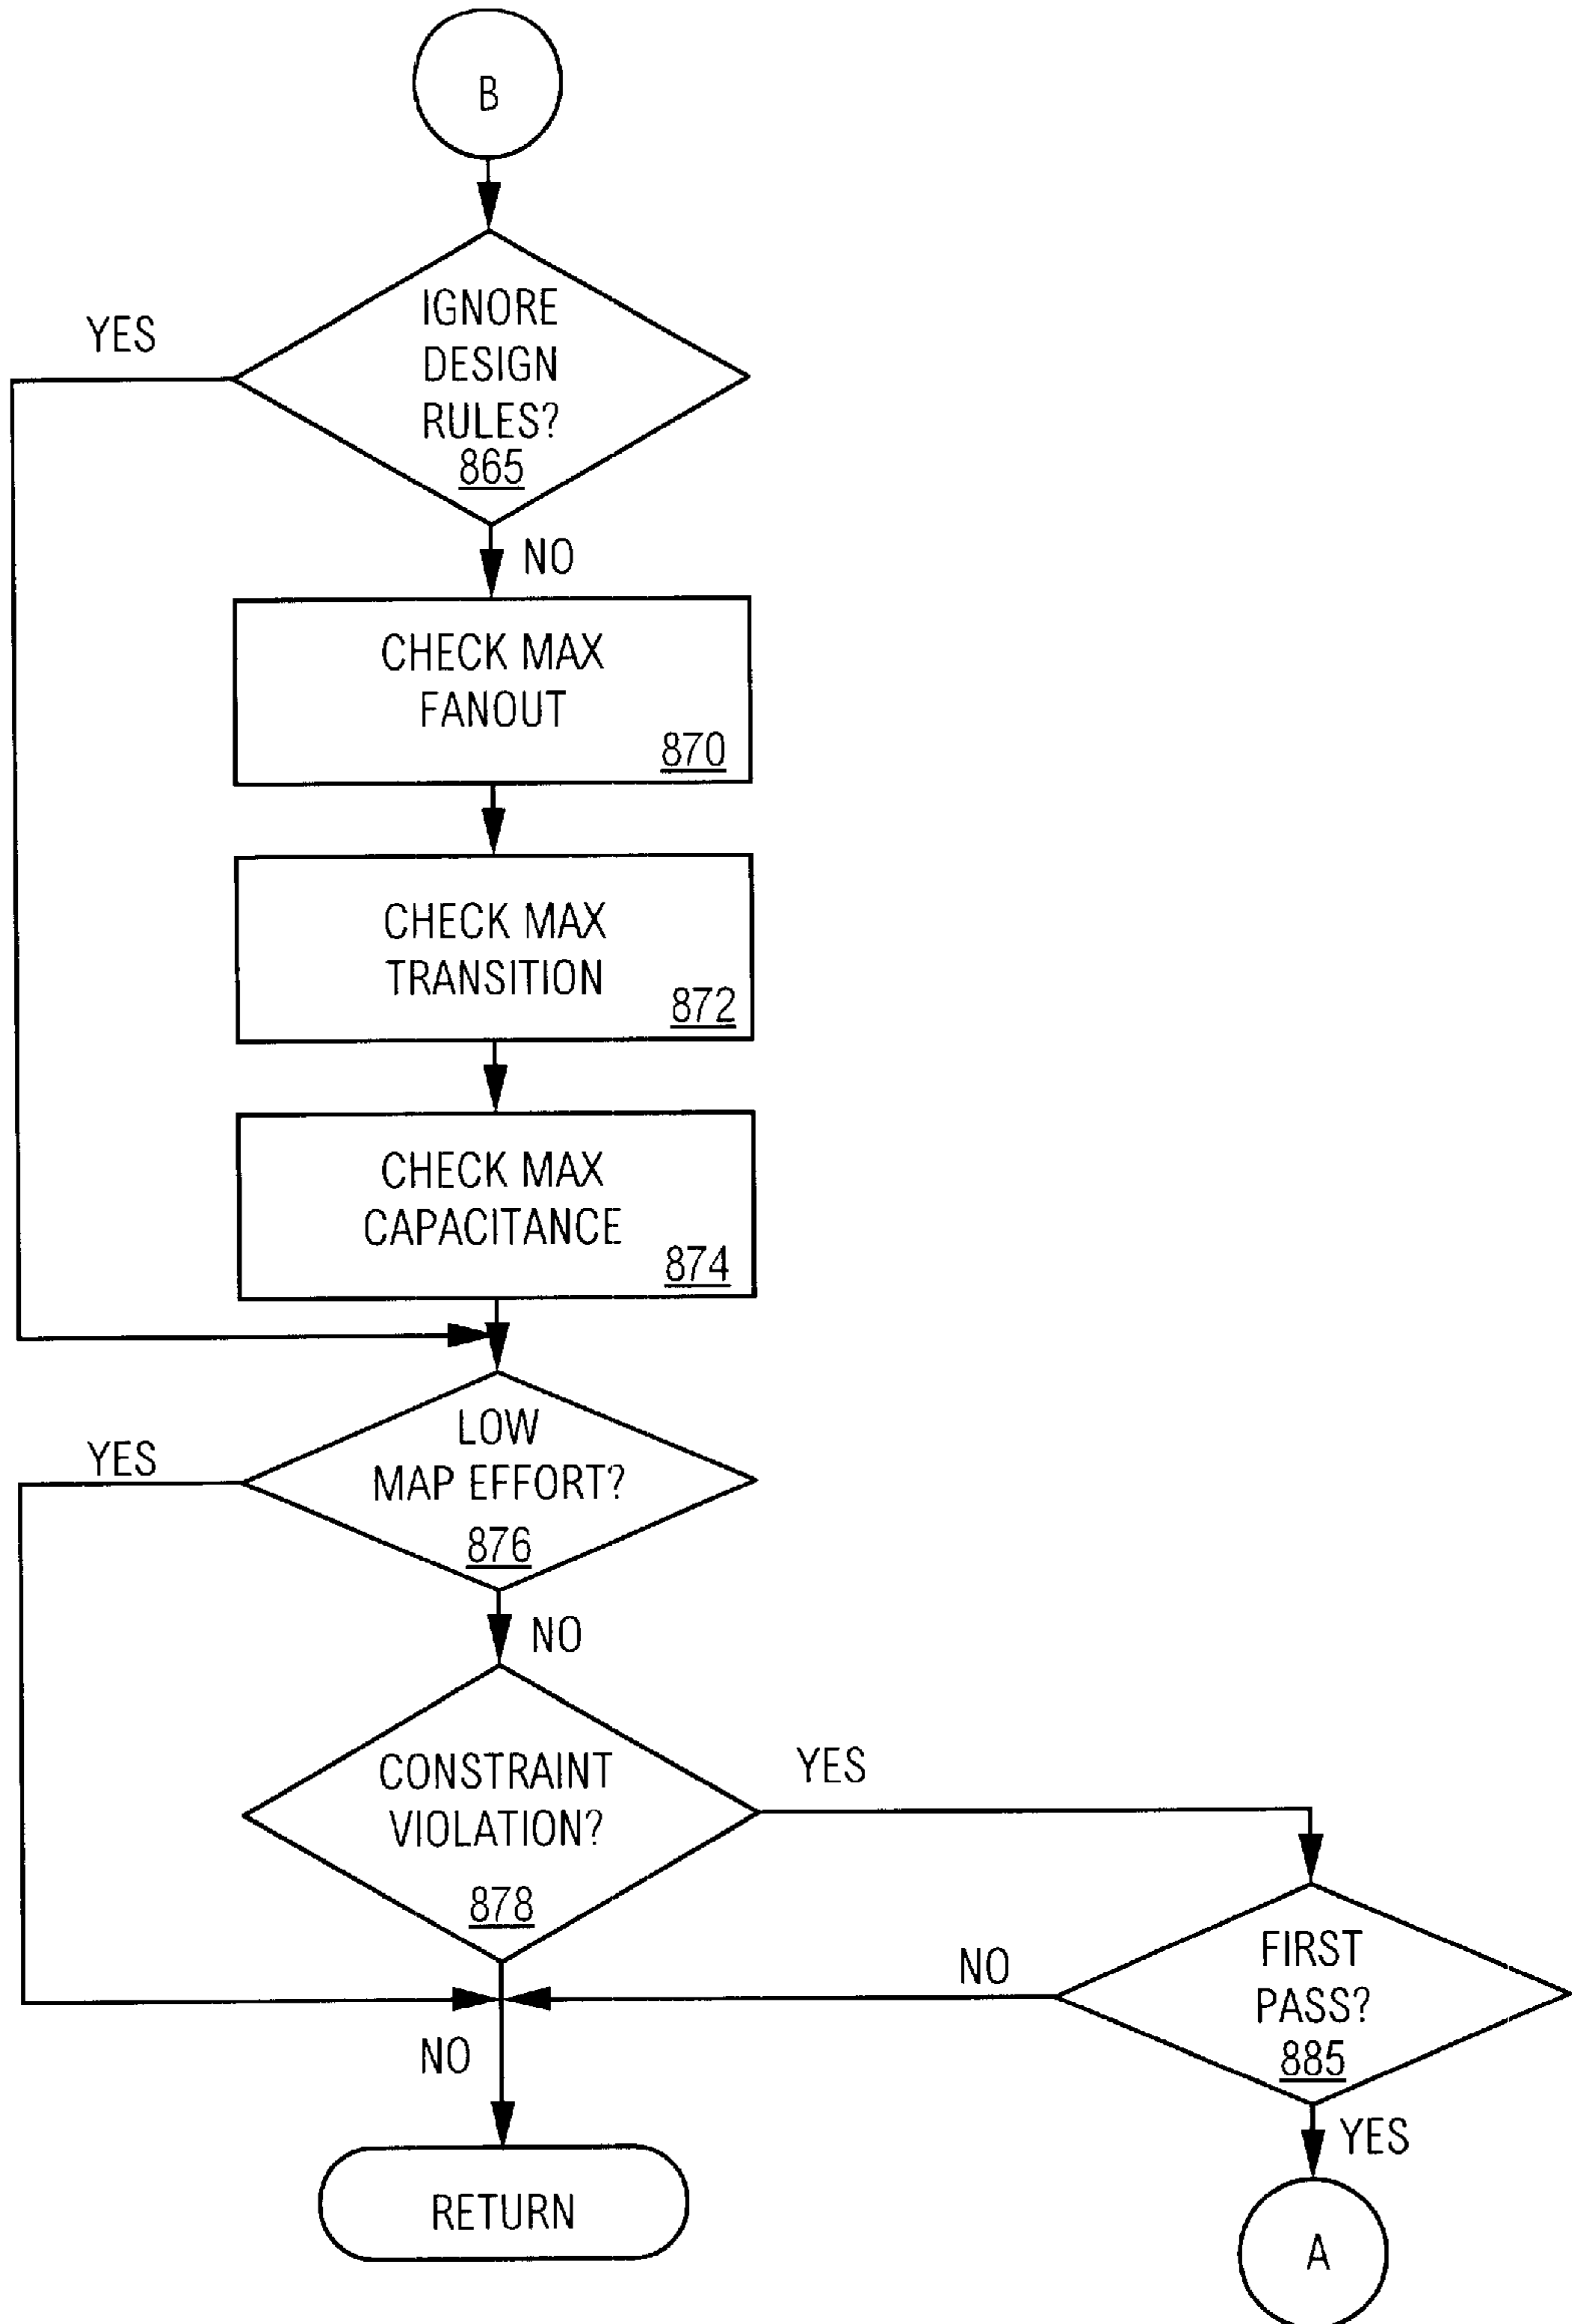 B
YES
IGNORE
DESIGN
RULES?
865
NO
CHECK MAX
FANOUT
870
CHECK MAX
TRANSITION
872
CHECK MAX
CAPACITANCE
874
YES
LOW
MAP EFFORT?
876
NO
CONSTRAINT
VIOLATION?
878
YES
FIRST
PASS?
885
NO
NO
YES
RETURN
A